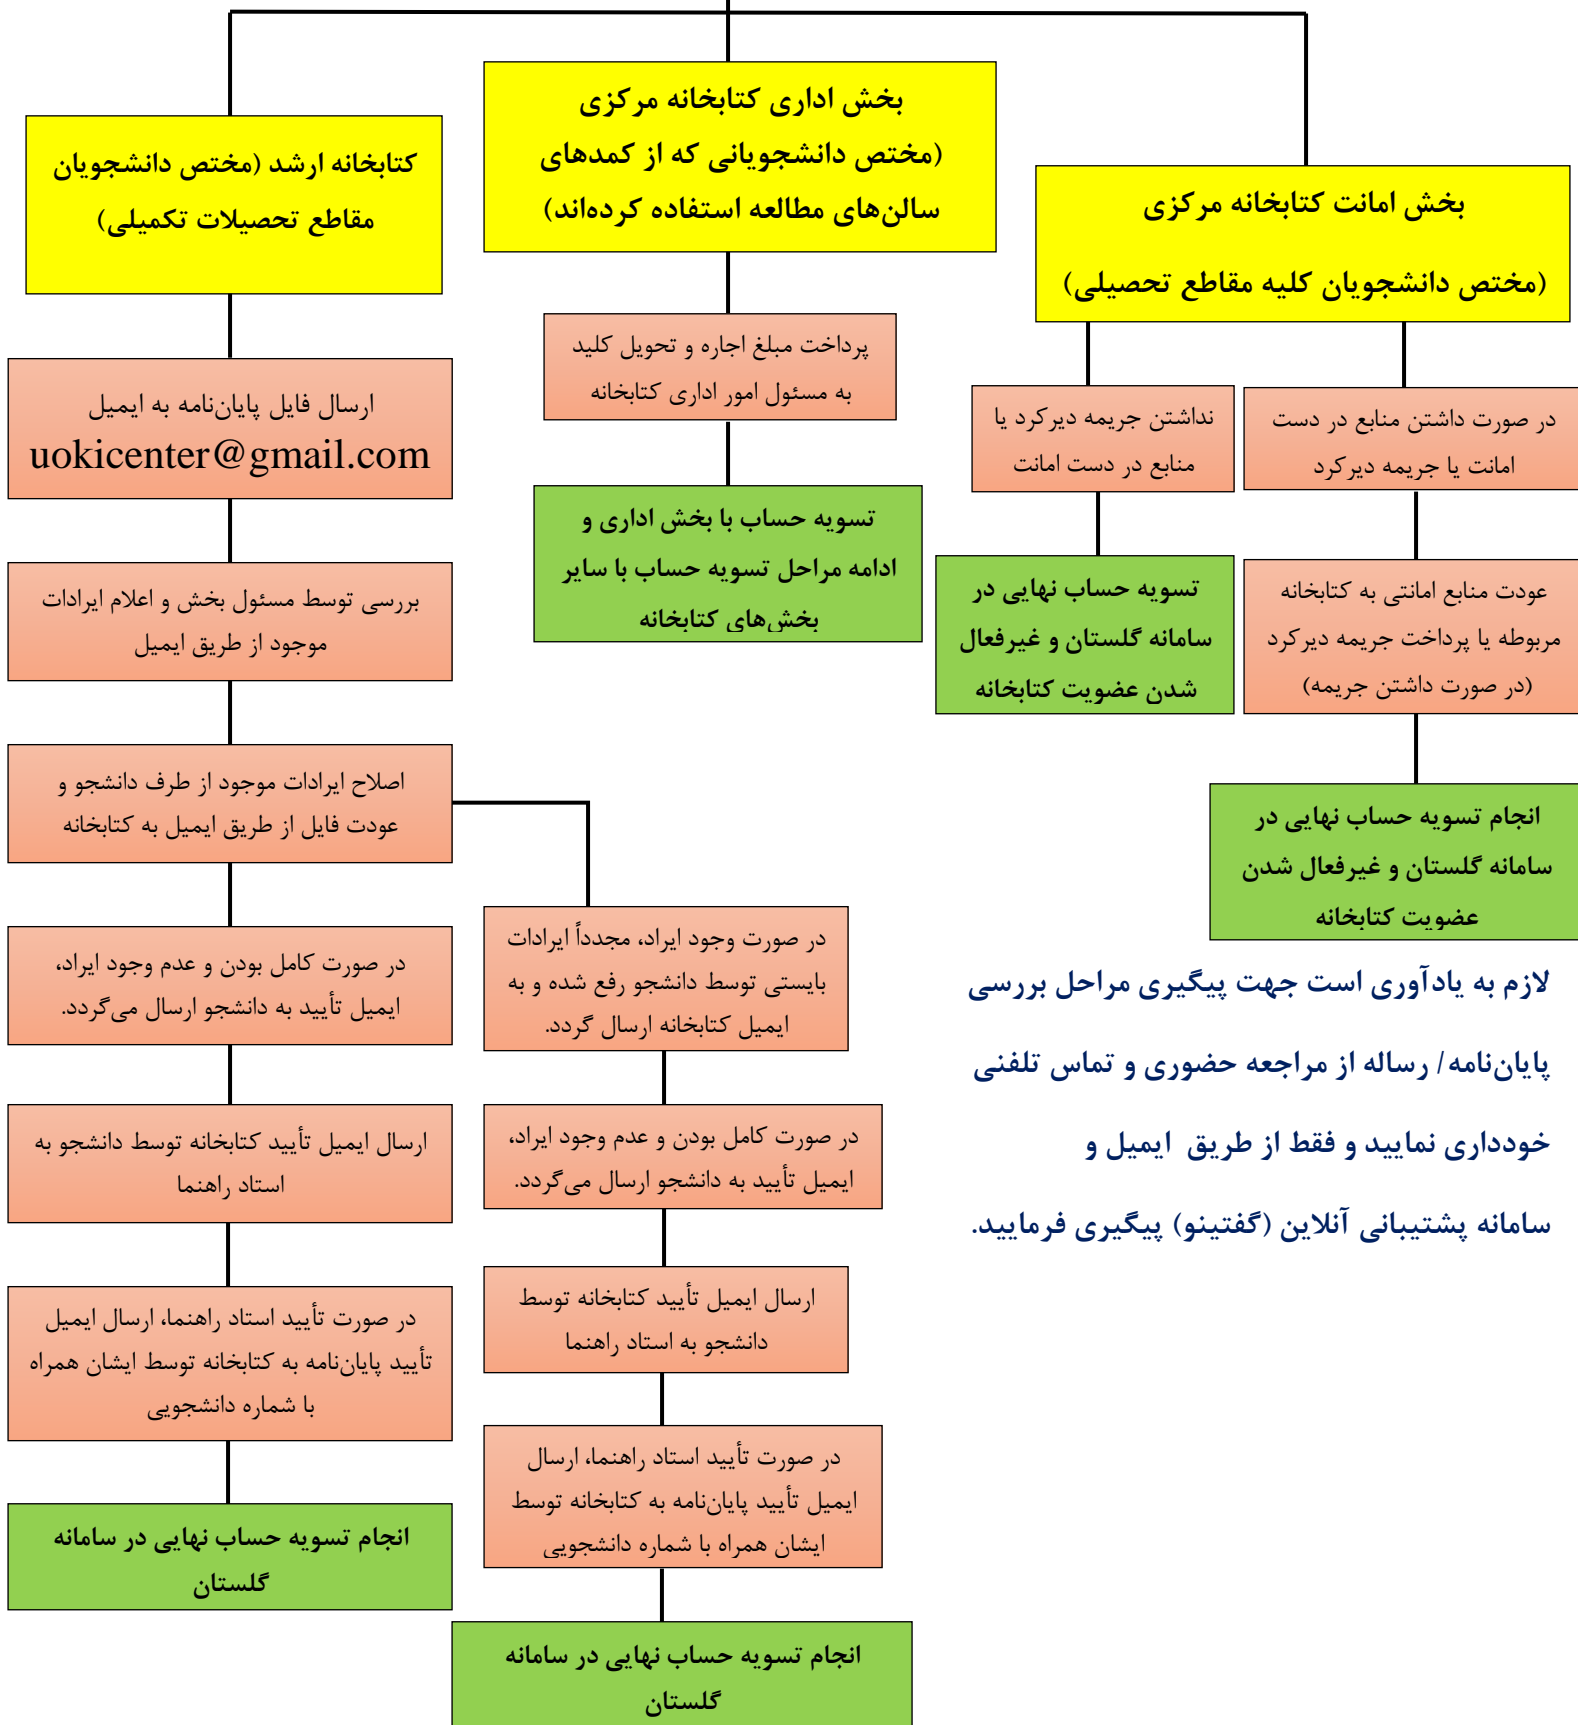 بخش امانت کتابخانه مرکزی
(مختص دانشجویان کلیه مقاطع تحصیلی)
در صورت داشتن منابع در دست
امانت یا جریمه دیرکرد
عودت منابع امانتی به کتابخانه
مربوطه یا پرداخت جریمه دیرکرد
(در صورت داشتن جریمه)
انجام تسویه حساب نهایی در
سامانه گلستان و غیرفعال شدن
عضویت کتابخانه
نداشتن جریمه دیرکرد یا
منابع در دست امانت
تسویه حساب نهایی در
سامانه گلستان و غیرفعال
شدن عضویت کتابخانه
بخش اداری کتابخانه مرکزی
(مختص دانشجویانی که از کمدهای
سالن‌های مطالعه استفاده کرده‌اند)
پرداخت مبلغ اجاره و تحویل کلید
به مسئول امور اداری کتابخانه
تسویه حساب با بخش اداری و
ادامه مراحل تسویه حساب با سایر
بخش‌های کتابخانه
کتابخانه ارشد (مختص دانشجویان
مقاطع تحصیلات تکمیلی)
ارسال فایل پایان‌نامه به ایمیل
uokicenter@gmail.com
بررسی توسط مسئول بخش و اعلام ایرادات
موجود از طریق ایمیل
اصلاح ایرادات موجود از طرف دانشجو و
عودت فایل از طریق ایمیل به کتابخانه
در صورت کامل بودن و عدم وجود ایراد،
ایمیل تأیید به دانشجو ارسال می‌گردد.
ارسال ایمیل تأیید کتابخانه توسط دانشجو به
استاد راهنما
در صورت تأیید استاد راهنما، ارسال ایمیل
تأیید پایان‌نامه به کتابخانه توسط ایشان همراه
با شماره دانشجویی
انجام تسویه حساب نهایی در سامانه
گلستان
در صورت وجود ایراد، مجدداً ایرادات
بایستی توسط دانشجو رفع شده و به
ایمیل کتابخانه ارسال گردد.
در صورت کامل بودن و عدم وجود ایراد،
ایمیل تأیید به دانشجو ارسال می‌گردد.
ارسال ایمیل تأیید کتابخانه توسط
دانشجو به استاد راهنما
در صورت تأیید استاد راهنما، ارسال
ایمیل تأیید پایان‌نامه به کتابخانه توسط
ایشان همراه با شماره دانشجویی
انجام تسویه حساب نهایی در سامانه
گلستان
لازم به یادآوری است جهت پیگیری مراحل بررسی
پایان‌نامه/ رساله از مراجعه حضوری و تماس تلفنی
خودداری نمایید و فقط از طریق ایمیل و
سامانه پشتیبانی آنلاین (گفتینو) پیگیری فرمایید.